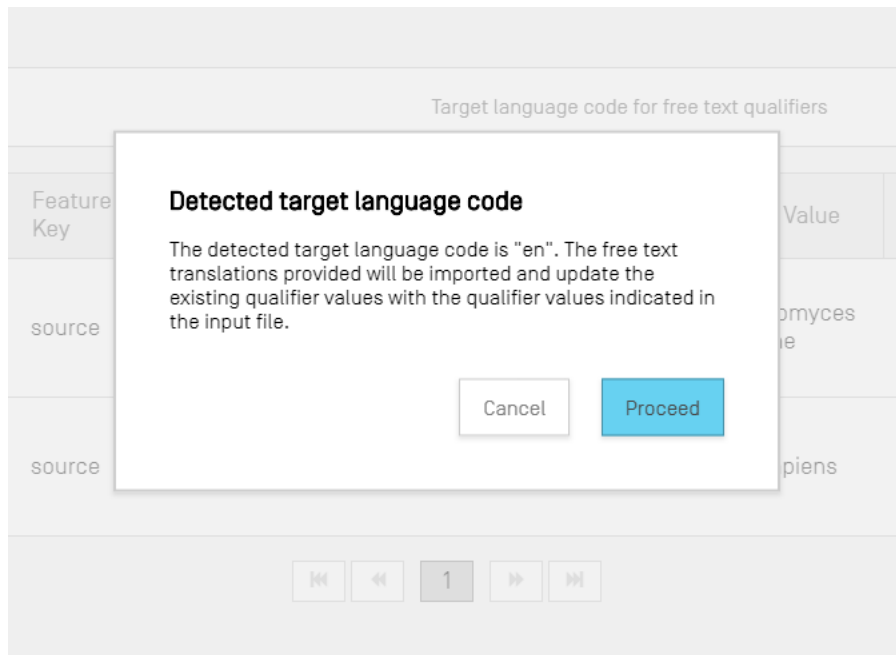 Target language code for free text qualifiers
Feature
Key
Value
Detected target language code
The detected target language code is "en". The free text
translations provided will be imported and update the
existing qualifier values with the qualifier values indicated in
the input file.
source
omyces
Cancel
Proceed
source
piens
1